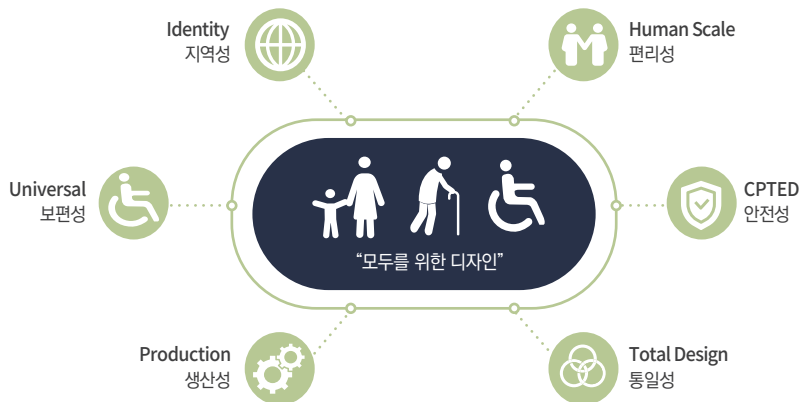 Identity
지역성
Human Scale
편리성
Universal
보편성
CPTED
안전성
“모두를 위한 디자인”
Production
생산성
Total Design
통일성